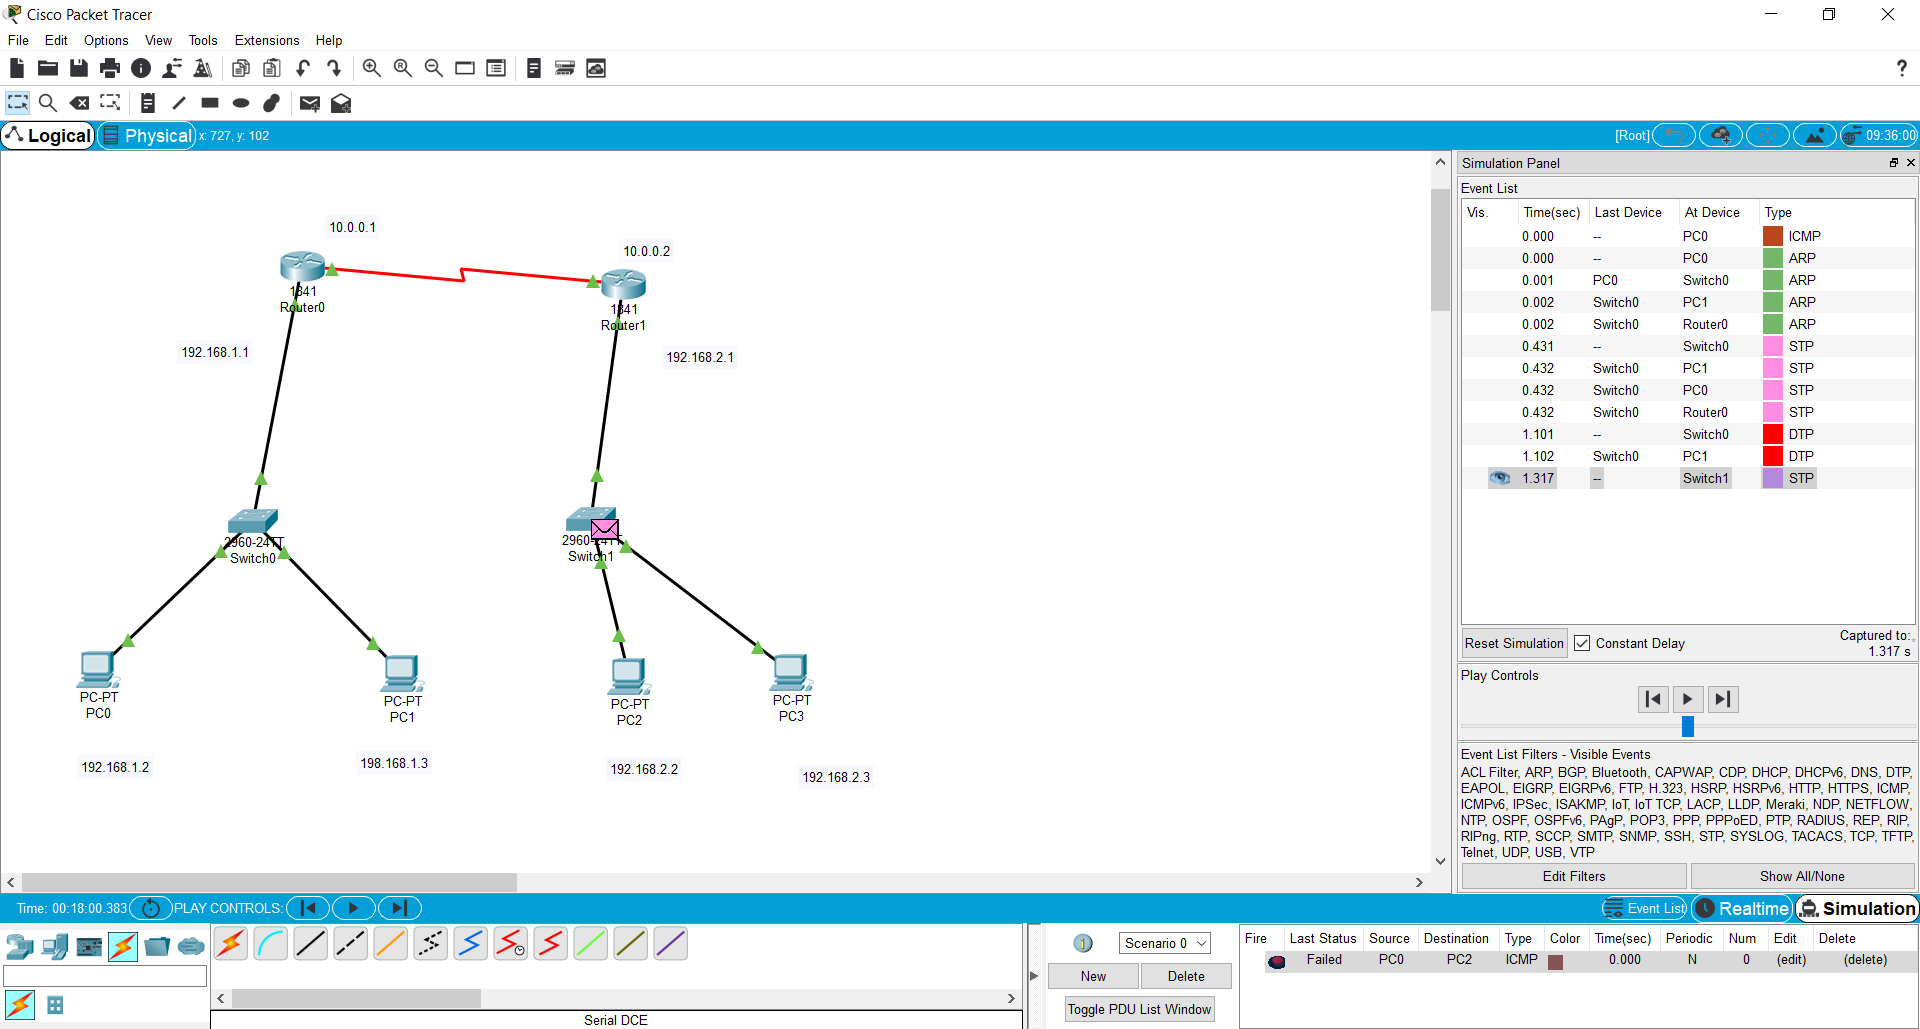 Cisco Packet Tracer
File Edit Options View Tools Extensions Help
?
Logical Physical x: 727, y: 102 [Root] 09:36:00
10.0.0.1
10.0.0.2
1841
Router0
1841
Router1
192.168.1.1
192.168.2.1
2960-24TT
Switch0
2960-24TT
Switch1
PC-PT
PC0
PC-PT
PC1
PC-PT
PC2
PC-PT
PC3
192.168.1.2
198.168.1.3
192.168.2.2
192.168.2.3
Simulation Panel
Event List
Vis. Time(sec) Last Device At Device Type
0.000 -- PC0 ICMP
0.000 -- PC0 ARP
0.001 PC0 Switch0 ARP
0.002 Switch0 PC1 ARP
0.002 Switch0 Router0 ARP
0.431 -- Switch0 STP
0.432 Switch0 PC1 STP
0.432 Switch0 PC0 STP
0.432 Switch0 Router0 STP
1.101 -- Switch0 DTP
1.102 Switch0 PC1 DTP
1.317 -- Switch1 STP
Reset Simulation Constant Delay Captured to:
1.317 s
Play Controls
Event List Filters - Visible Events
ACL Filter, ARP, BGP, Bluetooth, CAPWAP, CDP, DHCP, DHCPv6, DNS, DTP,
EAPOL, EIGRP, EIGRPv6, FTP, H.323, HSRP, HSRPv6, HTTP, HTTPS, ICMP,
ICMPv6, IPSec, ISAKMP, IoT, IoT TCP, LACP, LLDP, Meraki, NDP, NETFLOW,
NTP, OSPF, OSPFv6, PAgP, POP3, PPP, PPPoED, PTP, RADIUS, REP, RIP,
RIPng, RTP, SCCP, SMTP, SNMP, SSH, STP, SYSLOG, TACACS, TCP, TFTP,
Telnet, UDP, USB, VTP
Edit Filters Show All/None
Time: 00:18:00.383 PLAY CONTROLS: Event List Realtime Simulation
Serial DCE
1 Scenario 0
New Delete
Toggle PDU List Window
Fire Last Status Source Destination Type Color Time(sec) Periodic Num Edit Delete
Failed PC0 PC2 ICMP 0.000 N 0 (edit) (delete)